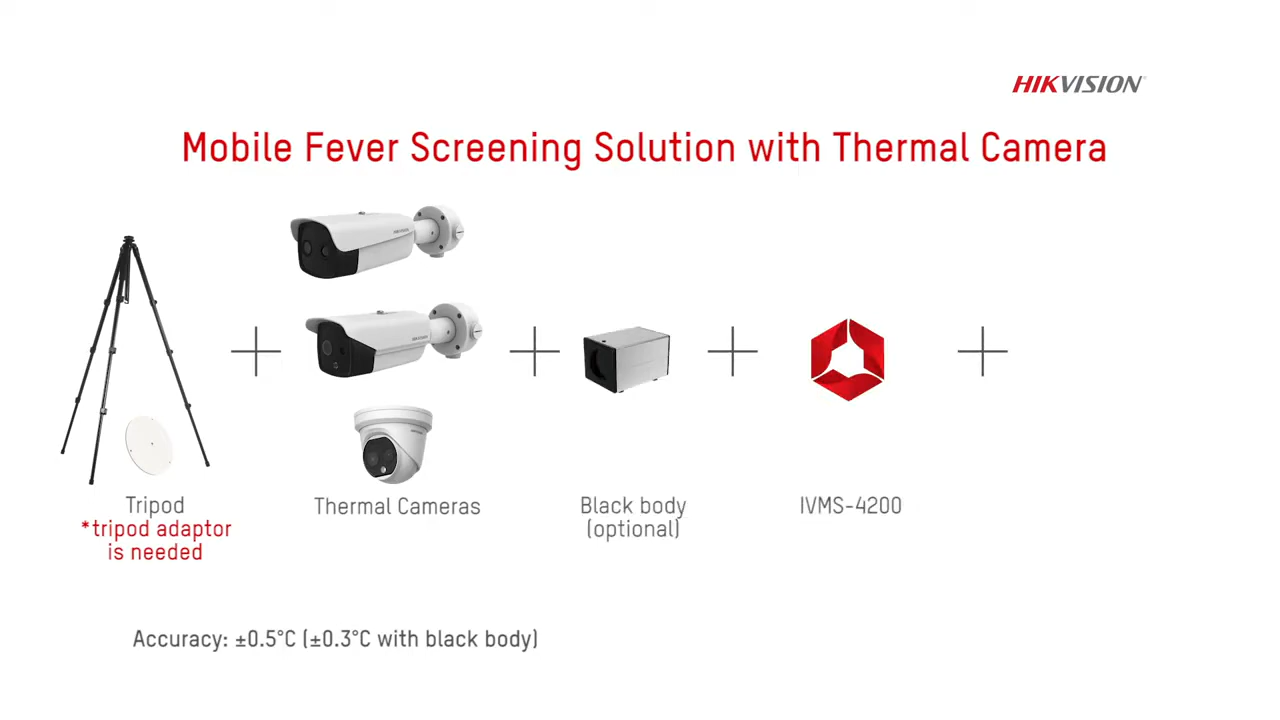 HIKVISION
Mobile Fever Screening Solution with Thermal Camera
Tripod
*tripod adaptor
is needed
Thermal Cameras
Black body
(optional)
IVMS-4200
Accuracy: ±0.5°C (±0.3°C with black body)